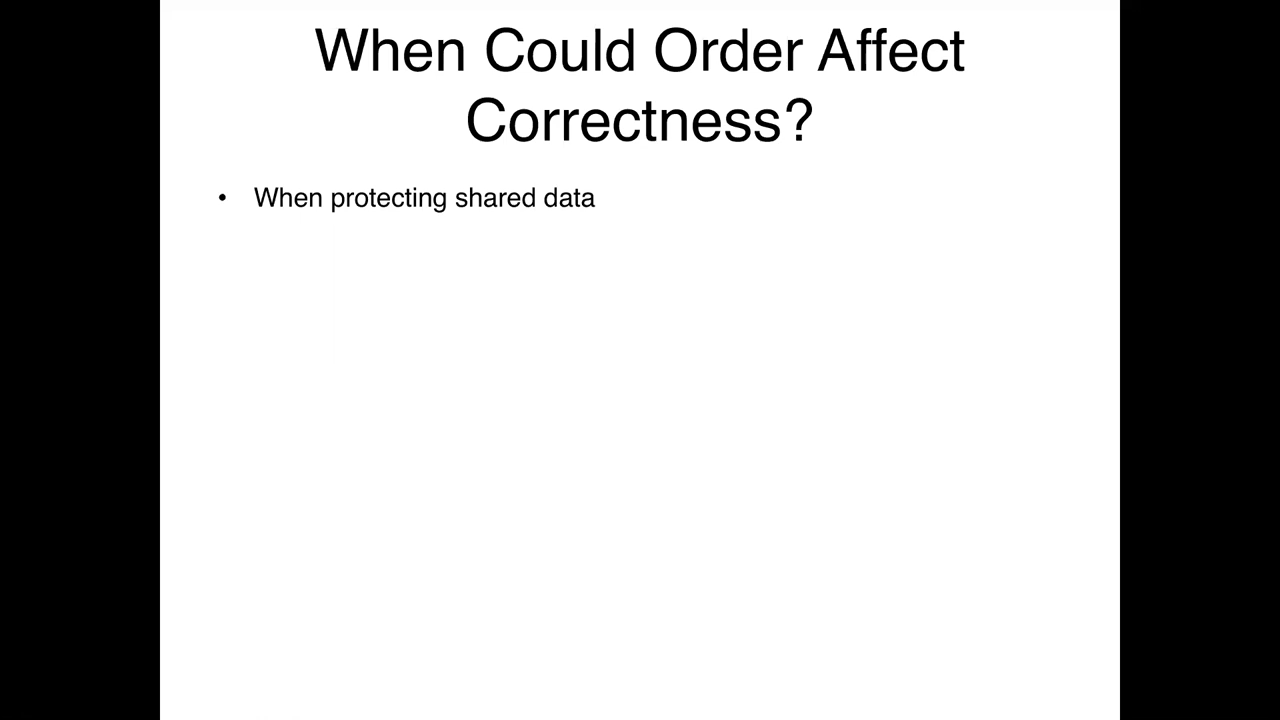 When Could Order Affect
Correctness?
• When protecting shared data